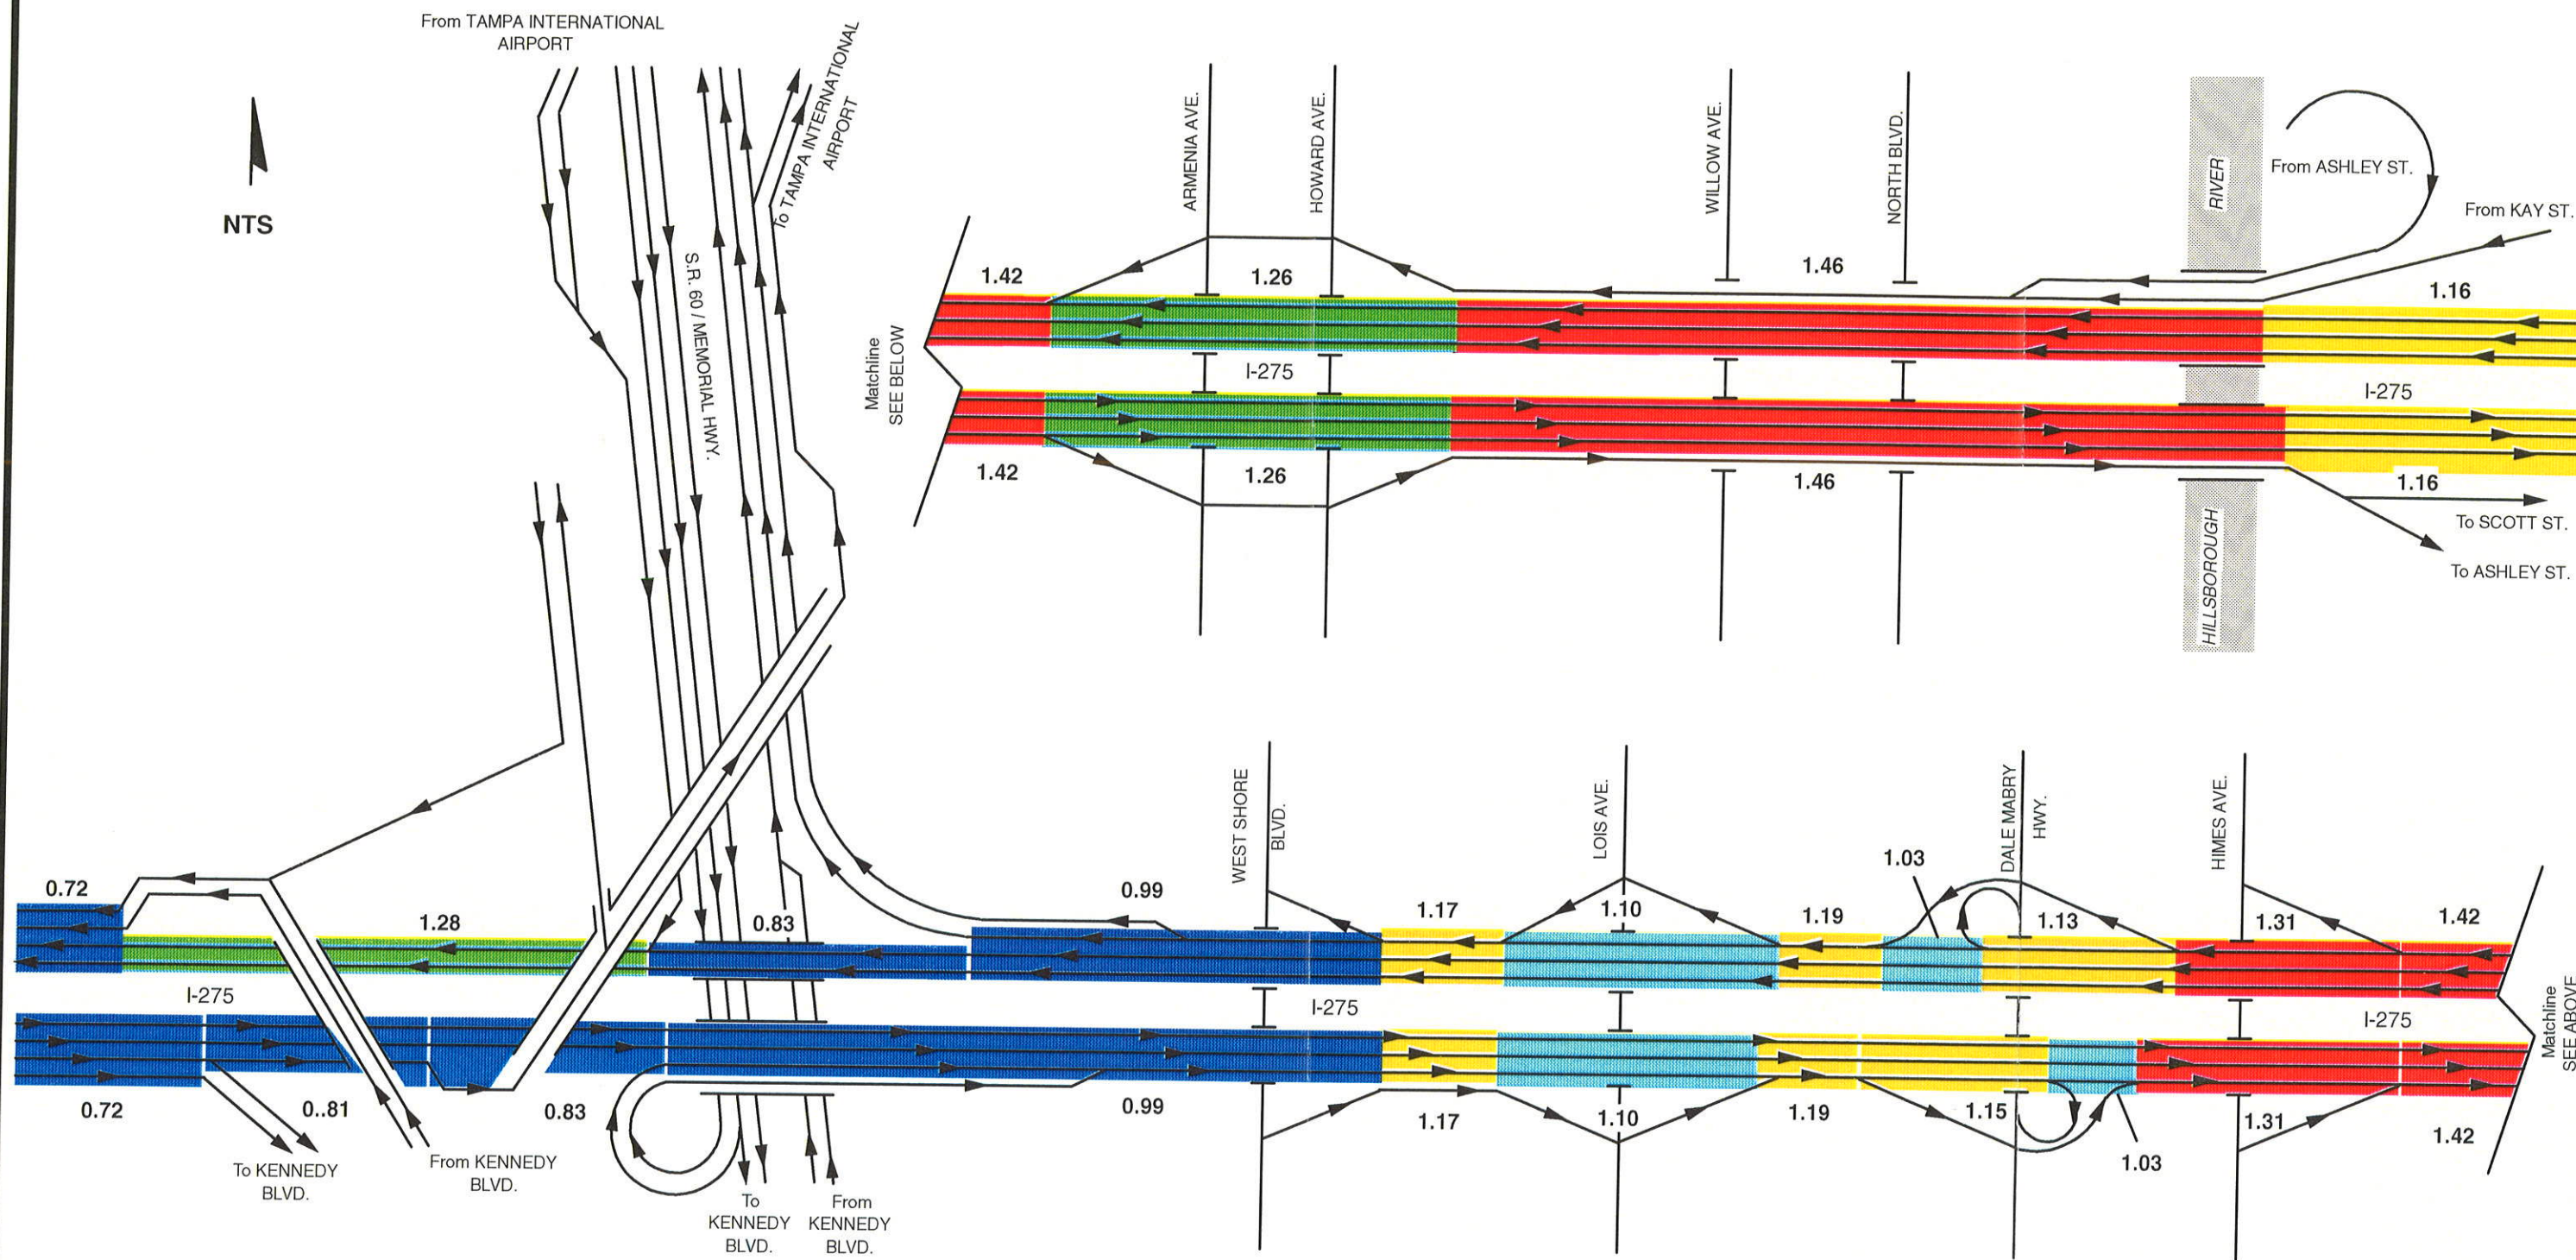 From TAMPA INTERNATIONAL
AIRPORT
To TAMPA INTERNATIONAL
AIRPORT
NTS
S.R. 60 / MEMORIAL HWY.
Matchline
SEE BELOW
ARMENIA AVE.
HOWARD AVE.
WILLOW AVE.
NORTH BLVD.
RIVER
HILLSBOROUGH
From ASHLEY ST.
From KAY ST.
1.42
1.26
1.46
1.16
I-275
I-275
1.42
1.26
1.46
1.16
To SCOTT ST.
To ASHLEY ST.
WEST SHORE
BLVD.
LOIS AVE.
DALE MABRY
HWY.
HIMES AVE.
0.72
1.28
0.83
0.99
1.17
1.10
1.19
1.03
1.13
1.31
1.42
I-275
I-275
I-275
Matchline
SEE ABOVE
0.72
0..81
0.83
0.99
1.17
1.10
1.19
1.15
1.03
1.31
1.42
To KENNEDY
BLVD.
From KENNEDY
BLVD.
To
KENNEDY
BLVD.
From
KENNEDY
BLVD.